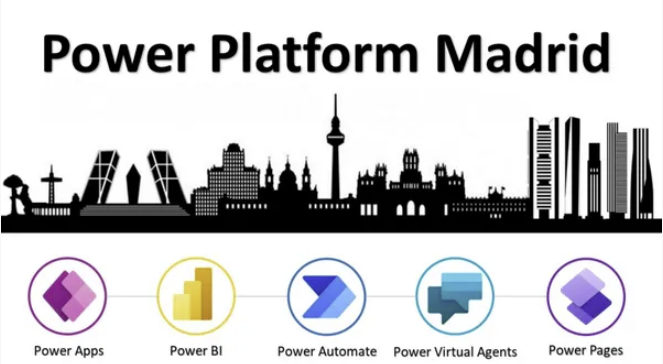 Power Platform Madrid
Power Apps
Power BI
Power Automate
Power Virtual Agents
Power Pages